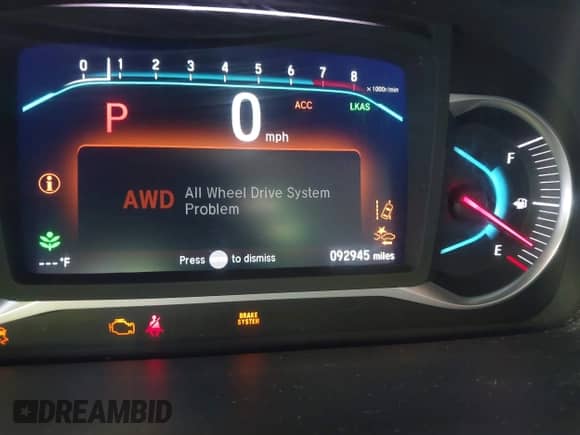 0 1 2 3 4 5 6 7 8
x1000r/min
P
0 mph
ACC
LKAS
F
E
AWD
All Wheel Drive System
Problem
---°F
Press to dismiss
092945 miles
BRAKE
SYSTEM
DREAMBID